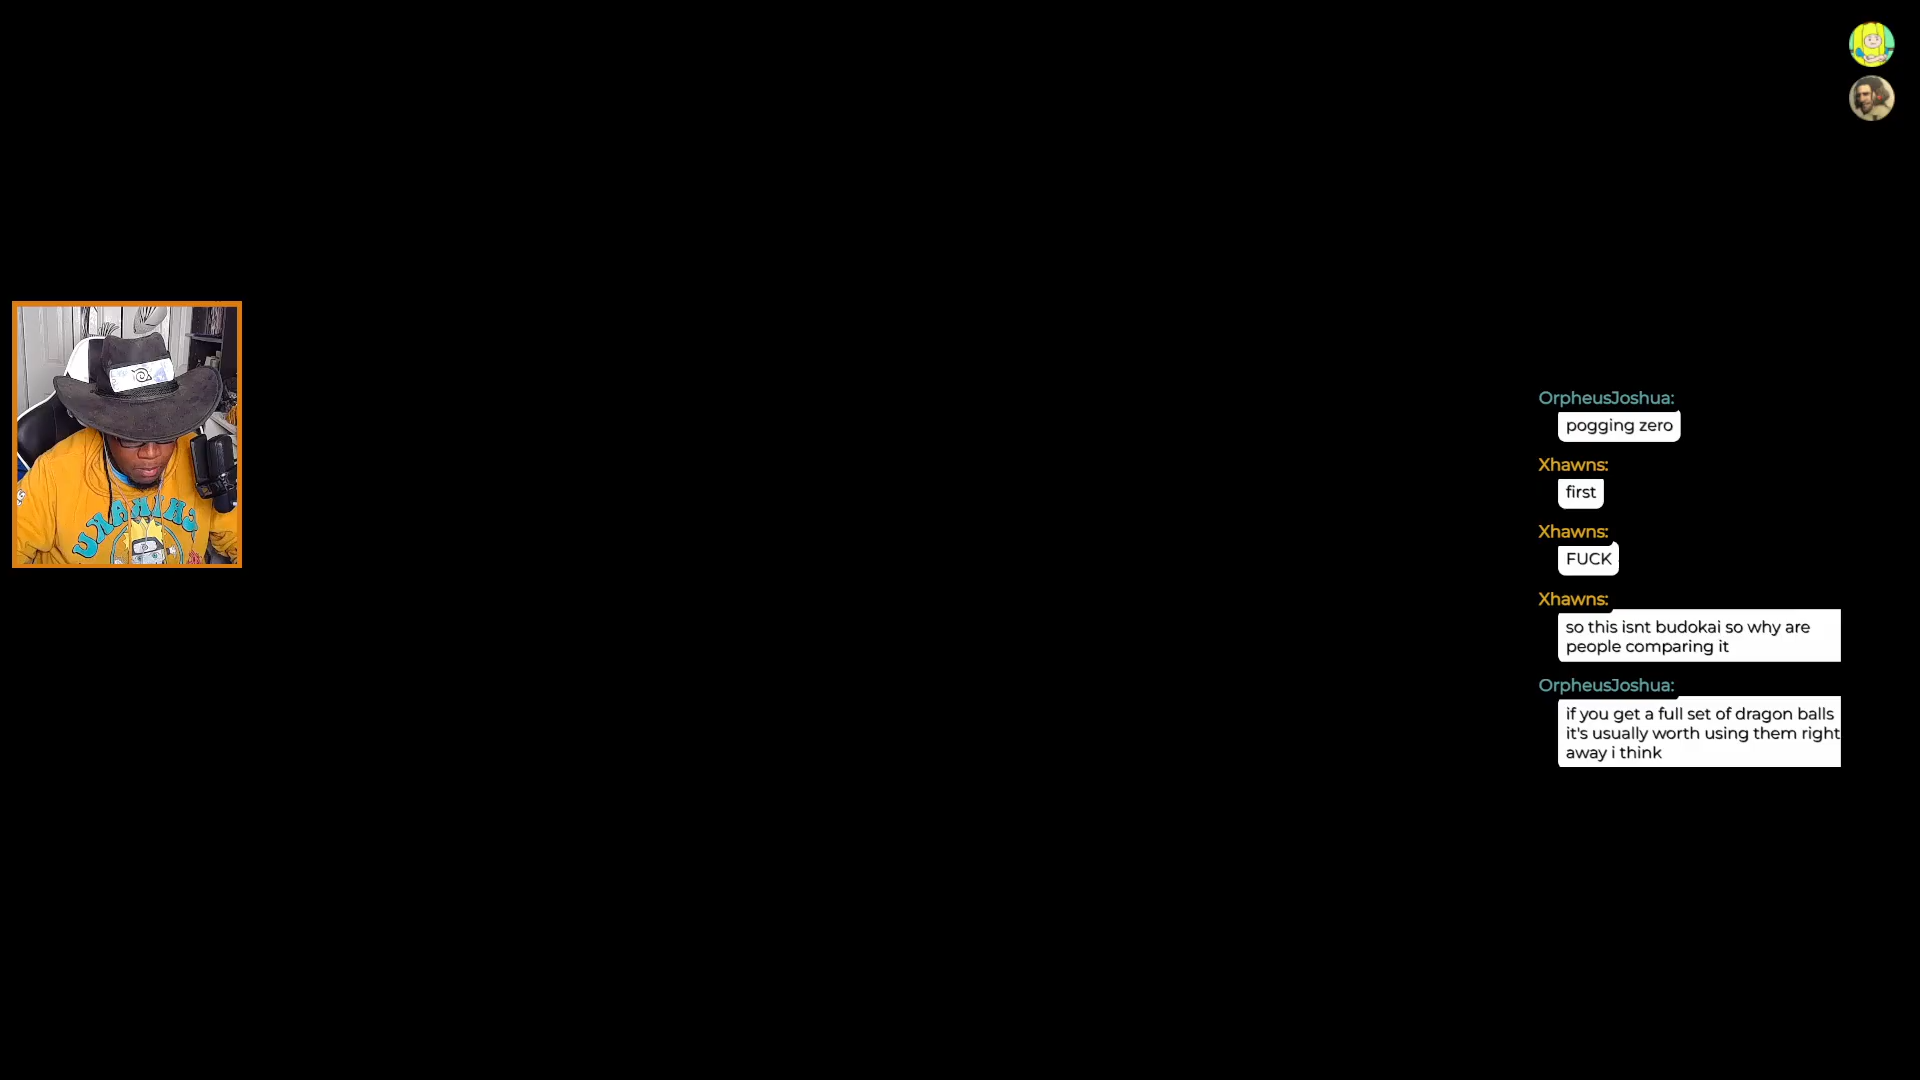 OrpheusJoshua:
pogging zero
Xhawns:
first
Xhawns:
FUCK
Xhawns:
so this isnt budokai so why are
people comparing it
OrpheusJoshua:
if you get a full set of dragon balls
it's usually worth using them right
away i think